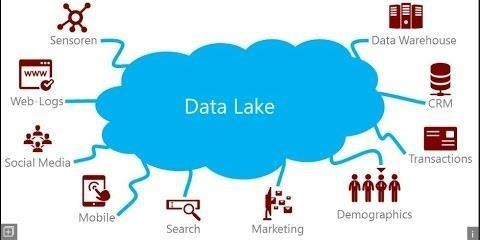 Sensoren
Data Warehouse
www
Web-Logs
Data Lake
CRM
Social Media
Transactions
Mobile
Search
Marketing
Demographics